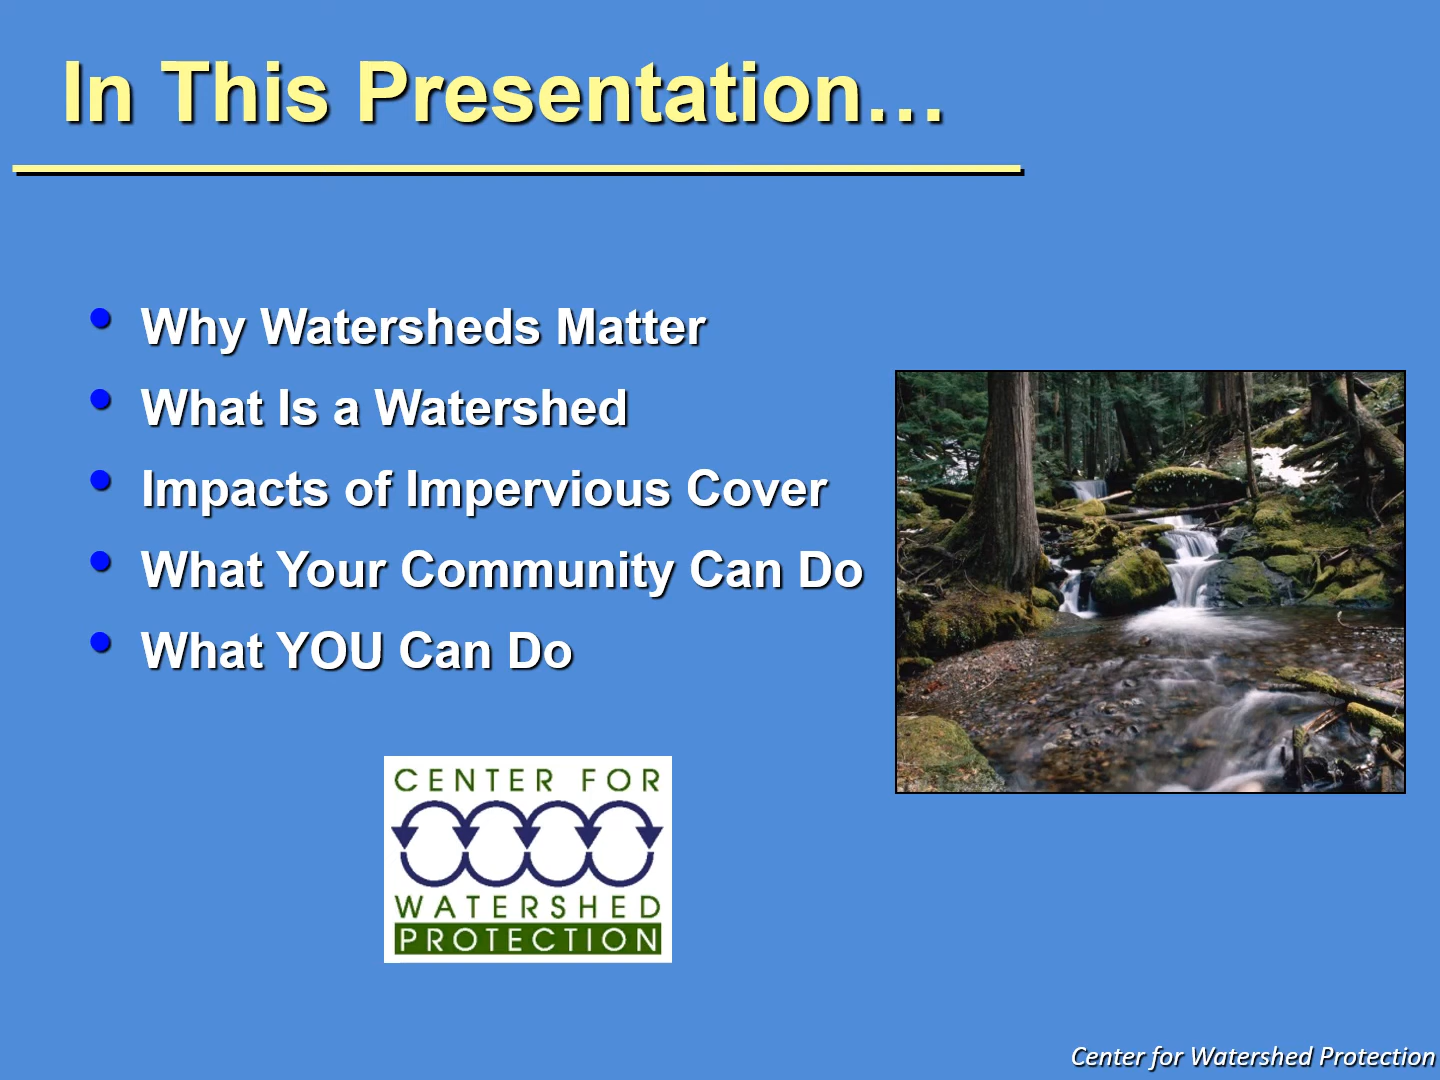 In This Presentation…
• Why Watersheds Matter
• What Is a Watershed
• Impacts of Impervious Cover
• What Your Community Can Do
• What YOU Can Do
CENTER FOR
WATERSHED
PROTECTION
Center for Watershed Protection